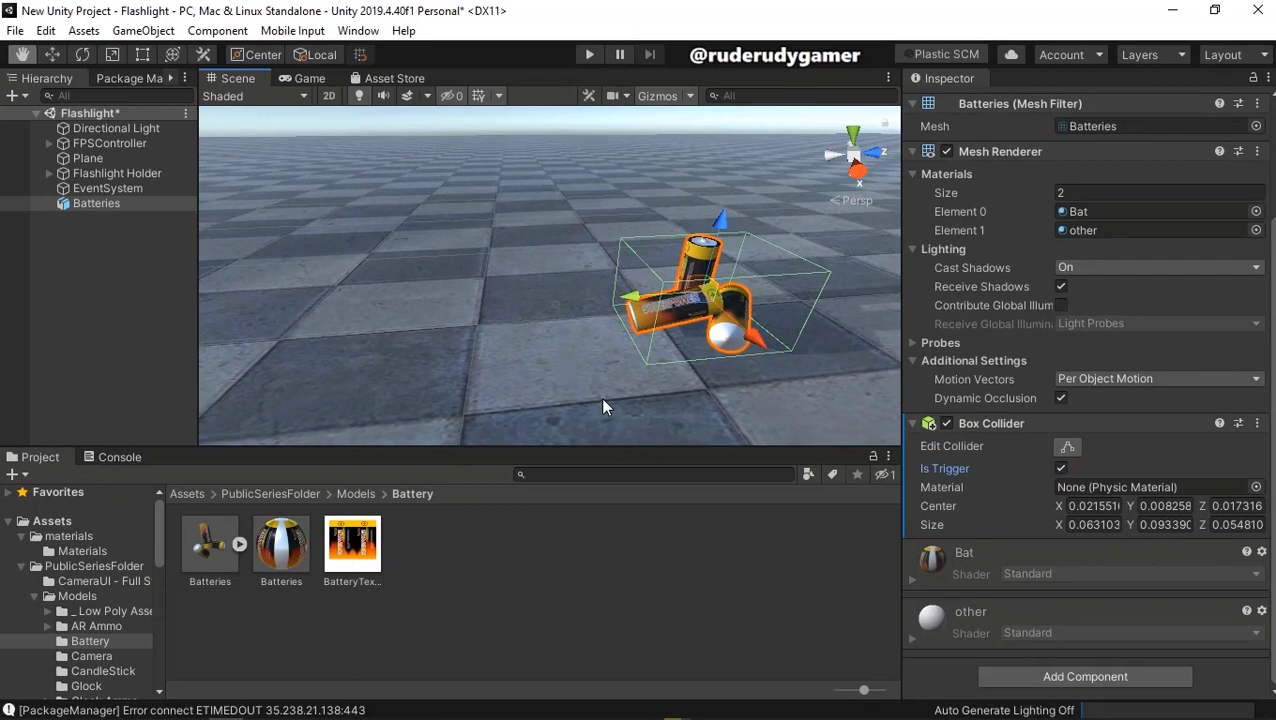 New Unity Project - Flashlight - PC, Mac & Linux Standalone - Unity 2019.4.40f1 Personal* <DX11>
File Edit Assets GameObject Component Mobile Input Window Help
Center Local @ruderudygamer Plastic SCM Account Layers Layout
Hierarchy Package Ma Scene Game Asset Store Inspector
All Shaded 2D 0 Gizmos All
Flashlight*
Directional Light
FPSController
Plane
Flashlight Holder
EventSystem
Batteries
z
x
Persp
Batteries (Mesh Filter)
Mesh Batteries
Mesh Renderer
Materials
Size 2
Element 0 Bat
Element 1 other
Lighting
Cast Shadows On
Receive Shadows
Contribute Global Illum
Receive Global Illumina Light Probes
Probes
Additional Settings
Motion Vectors Per Object Motion
Dynamic Occlusion
Box Collider
Edit Collider
Is Trigger
Material None (Physic Material)
Center X 0.021551 Y 0.008258 Z 0.017316
Size X 0.063103 Y 0.093390 Z 0.054810
Bat
Shader Standard
other
Shader Standard
Add Component
Project Console
1
Favorites
Assets
materials
Materials
PublicSeriesFolder
CameraUI - Full S
Models
_ Low Poly Asse
AR Ammo
Battery
Camera
CandleStick
Glock
Assets PublicSeriesFolder Models Battery
Batteries Batteries BatteryTex...
[PackageManager] Error connect ETIMEDOUT 35.238.21.138:443
Auto Generate Lighting Off